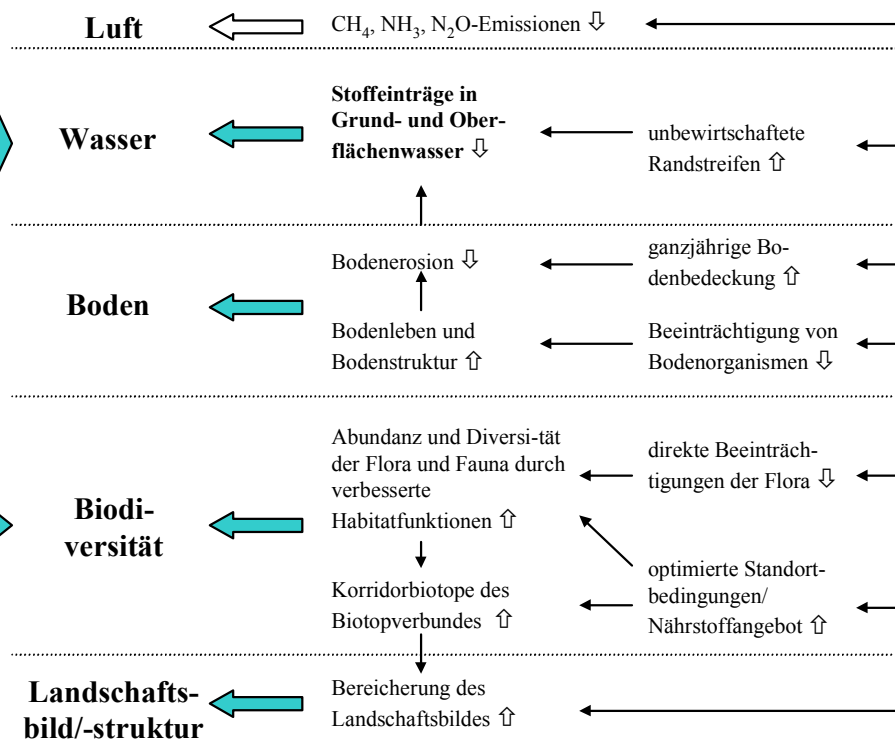 Luft
CH₄, NH₃, N₂O-Emissionen ⇩
Wasser
Stoffeinträge in
Grund- und Ober-
flächenwasser ⇩
unbewirtschaftete
Randstreifen ⇧
Boden
Bodenerosion ⇩
ganzjährige Bo-
denbedeckung ⇧
Bodenleben und
Bodenstruktur ⇧
Beeinträchtigung von
Bodenorganismen ⇩
Biodi-
versität
Abundanz und Diversi-tät
der Flora und Fauna durch
verbesserte
Habitatfunktionen ⇧
direkte Beeinträch-
tigungen der Flora ⇩
Korridorbiotope des
Biotopverbundes ⇧
optimierte Standort-
bedingungen/
Nährstoffangebot ⇧
Landschafts-
bild/-struktur
Bereicherung des
Landschaftsbildes ⇧